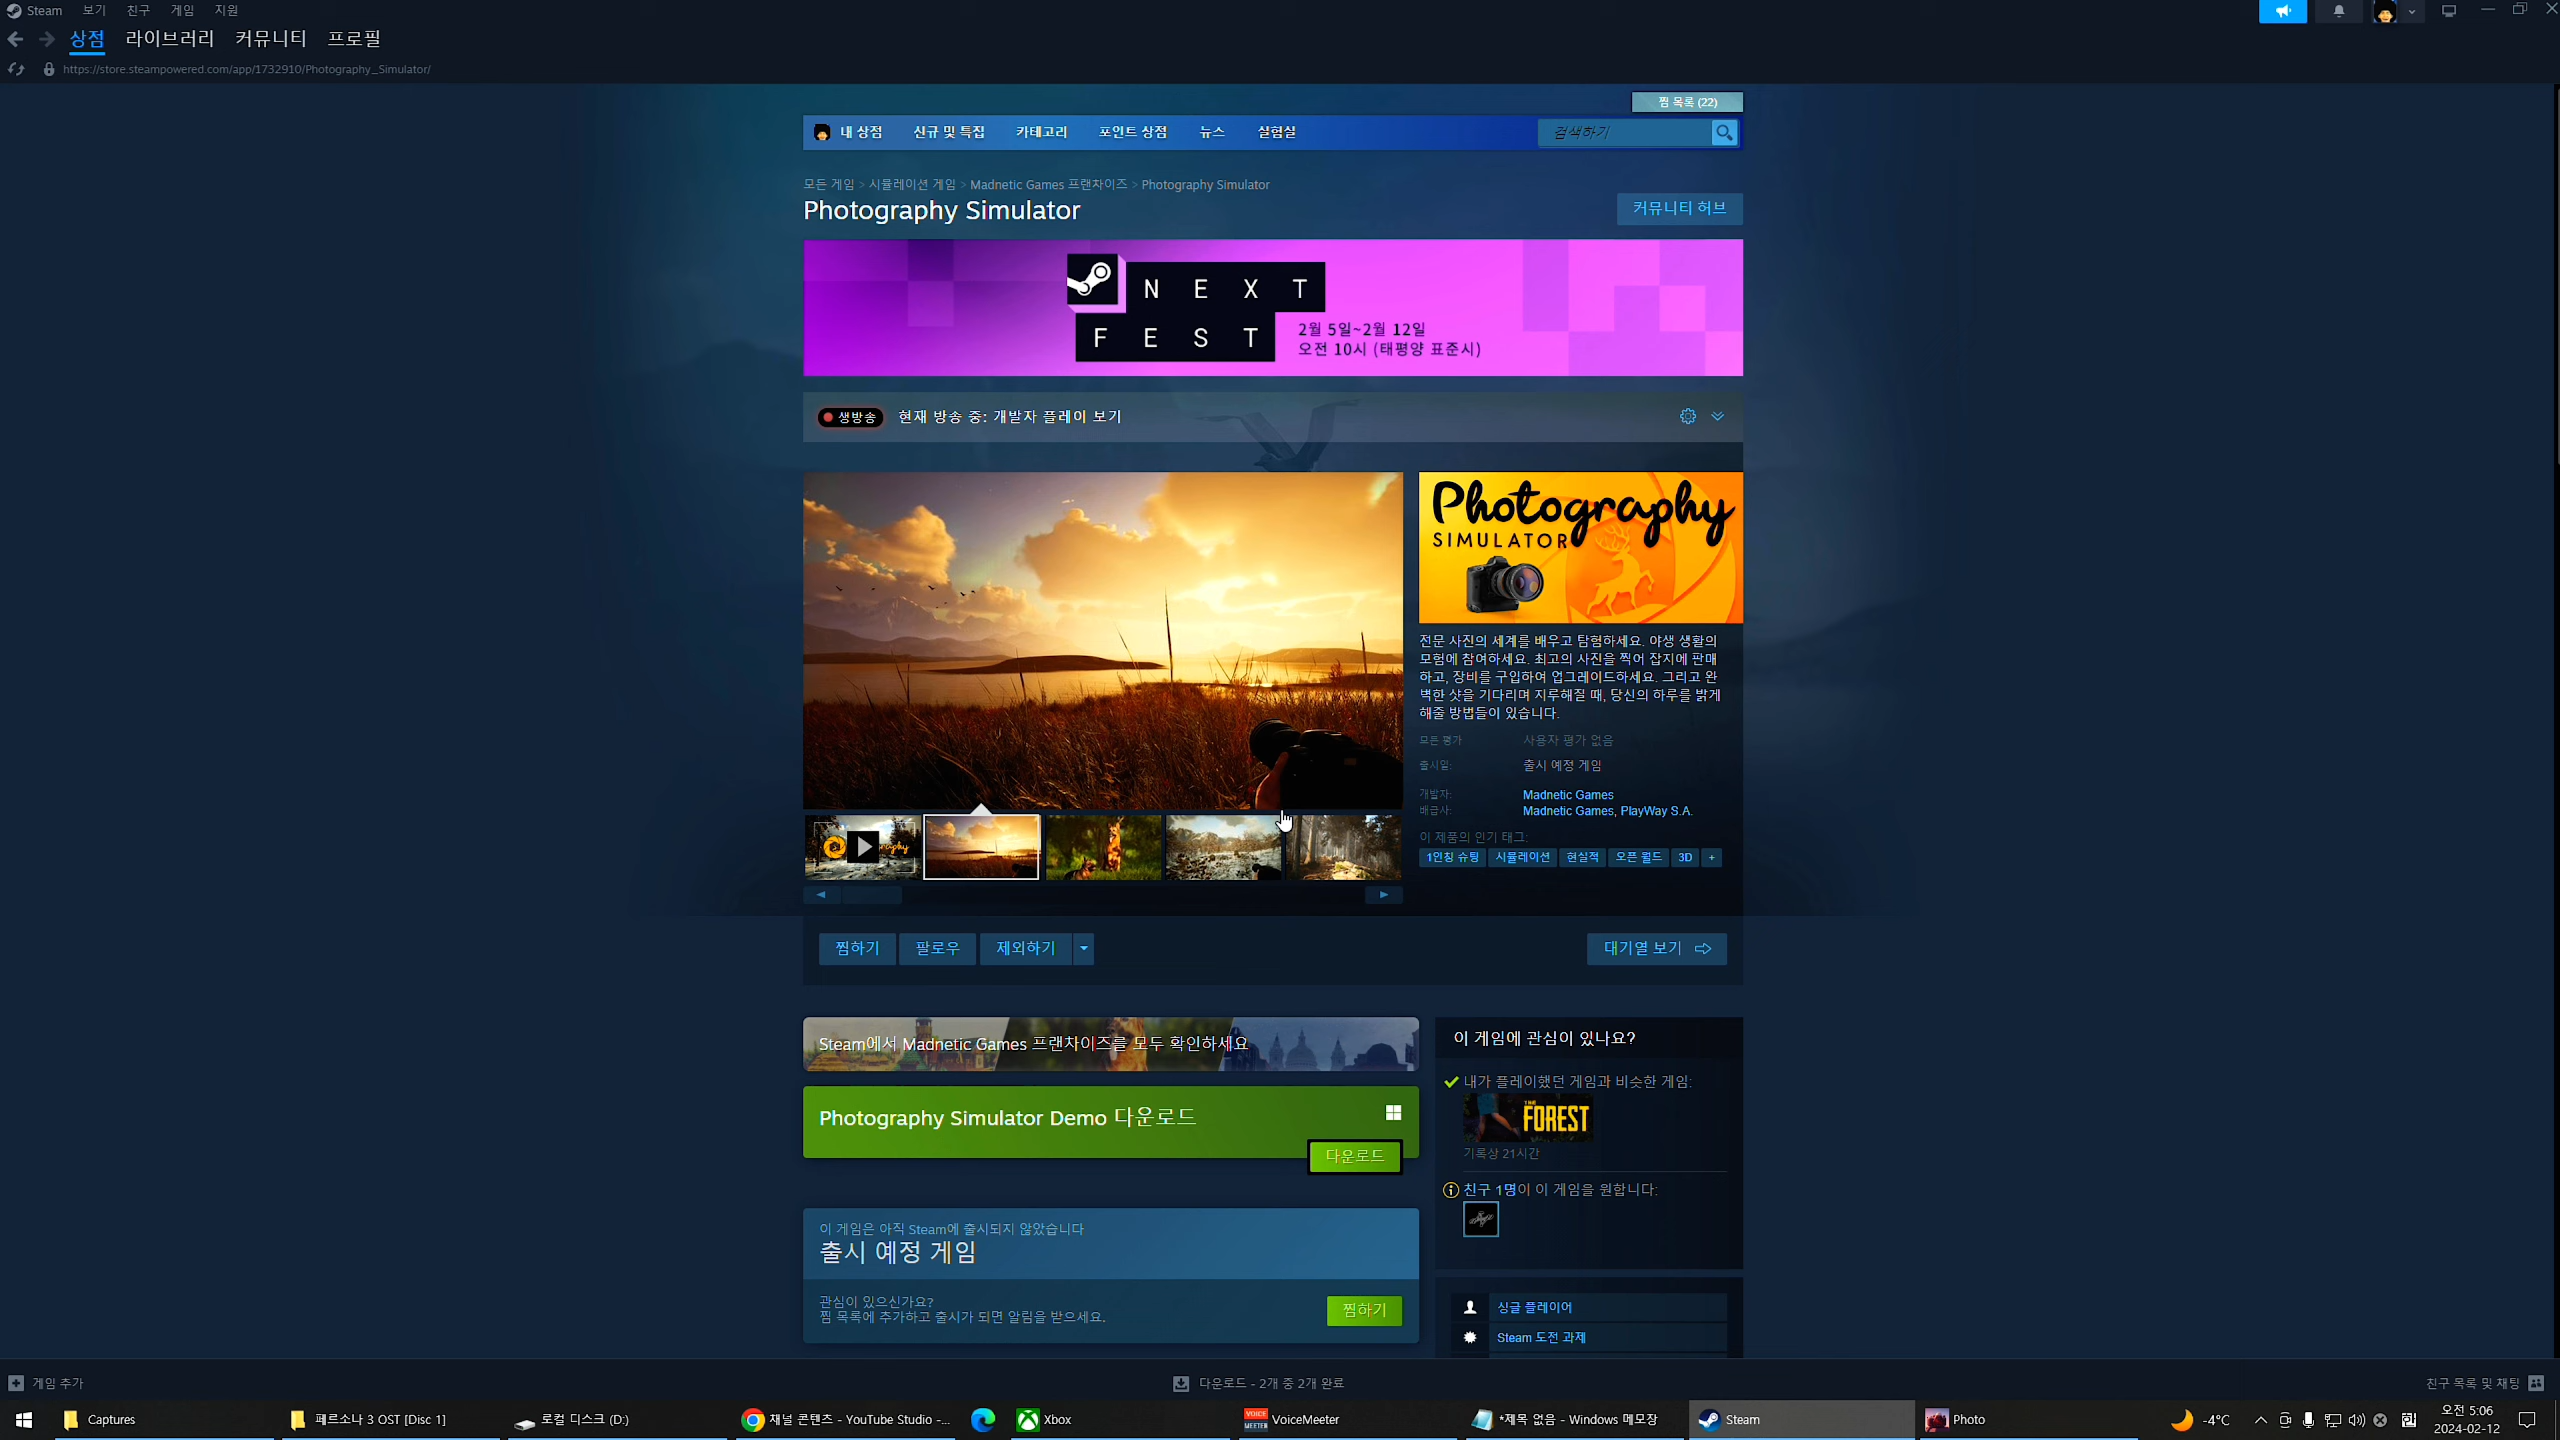 Steam 보기 친구 게임 지원
상점 라이브러리 커뮤니티 프로필
https://store.steampowered.com/app/1732910/Photography_Simulator/
찜 목록 (22)
내 상점 신규 및 특집 카테고리 포인트 상점 뉴스 실험실 검색하기
모든 게임 > 시뮬레이션 게임 > Madnetic Games 프랜차이즈 > Photography Simulator
Photography Simulator
커뮤니티 허브
NEXT
FEST
2월 5일~2월 12일
오전 10시 (태평양 표준시)
생방송 현재 방송 중: 개발자 플레이 보기
Photography
SIMULATOR
전문 사진의 세계를 배우고 탐험하세요. 야생 생활의
모험에 참여하세요. 최고의 사진을 찍어 잡지에 판매
하고, 장비를 구입하여 업그레이드하세요. 그리고 완
벽한 샷을 기다리며 지루해질 때, 당신의 하루를 밝게
해줄 방법들이 있습니다.
모든 평가 사용자 평가 없음
출시일: 출시 예정 게임
개발자: Madnetic Games
배급사: Madnetic Games, PlayWay S.A.
이 제품의 인기 태그:
1인칭 슈팅 시뮬레이션 현실적 오픈 월드 3D +
찜하기 팔로우 제외하기 대기열 보기
Steam에서 Madnetic Games 프랜차이즈를 모두 확인하세요
Photography Simulator Demo 다운로드
다운로드
이 게임은 아직 Steam에 출시되지 않았습니다
출시 예정 게임
관심이 있으신가요?
찜 목록에 추가하고 출시가 되면 알림을 받으세요.
찜하기
이 게임에 관심이 있나요?
내가 플레이했던 게임과 비슷한 게임:
THE
FOREST
기록상 21시간
친구 1명이 이 게임을 원합니다:
싱글 플레이어
Steam 도전 과제
게임 추가 다운로드 - 2개 중 2개 완료 친구 목록 및 채팅
Captures 페르소나 3 OST [Disc 1] 로컬 디스크 (D:) 채널 콘텐츠 - YouTube Studio -... Xbox VoiceMeeter *제목 없음 - Windows 메모장 Steam Photo -4°C 오전 5:06
2024-02-12